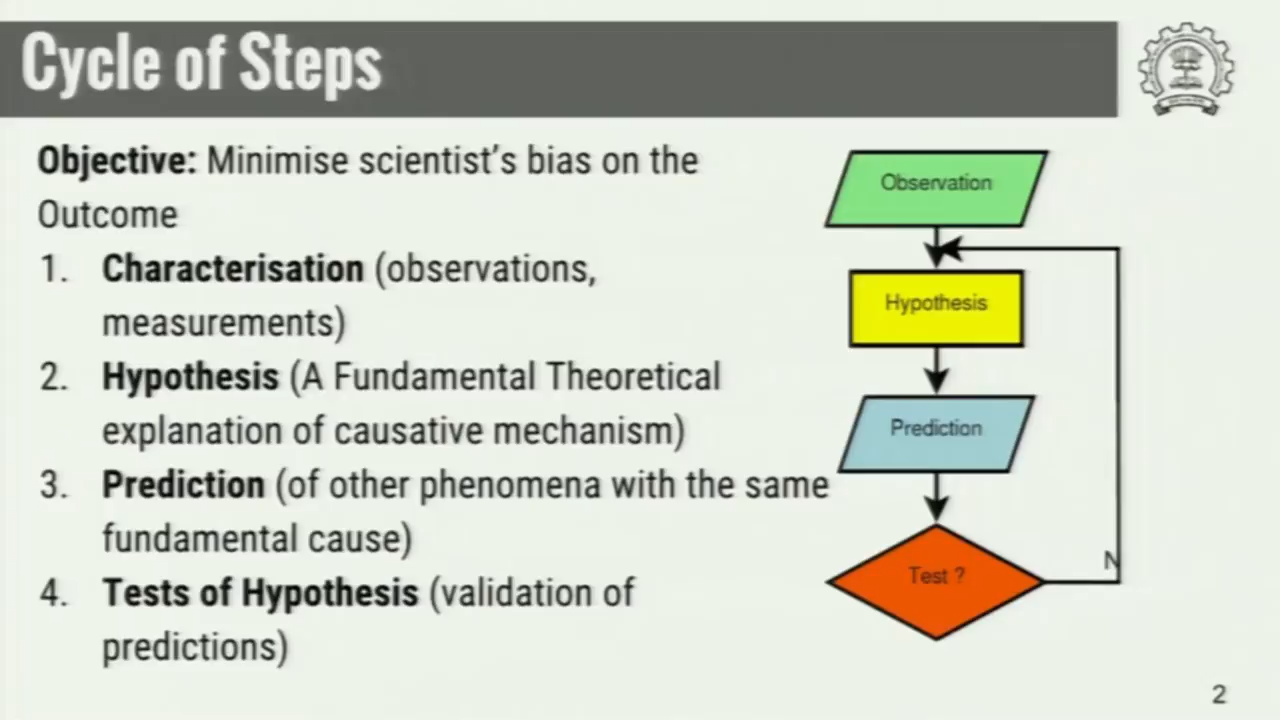 Cycle of Steps
Objective: Minimise scientist's bias on the
Outcome
1. Characterisation (observations,
measurements)
2. Hypothesis (A Fundamental Theoretical
explanation of causative mechanism)
3. Prediction (of other phenomena with the same
fundamental cause)
4. Tests of Hypothesis (validation of
predictions)
Observation
Hypothesis
Prediction
Test ?
N
2